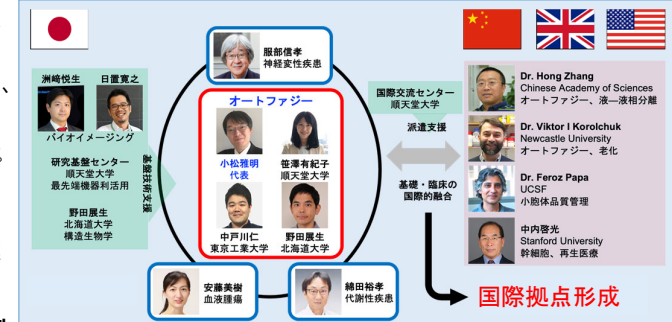 、
。
服部信孝
神経変性疾患
洲﨑悦生 日置寛之
バイオイメージング
研究基盤センター
順天堂大学
最先端機器利活用
野田展生
北海道大学
構造生物学
基盤技術支援
オートファジー
小松雅明
代表
笹澤有紀子
順天堂大学
中戸川仁
東京工業大学
野田展生
北海道大学
安藤美樹
血液腫瘍
綿田裕孝
代謝性疾患
国際交流センター
順天堂大学
派遣支援
基礎・臨床の
国際的融合
Dr. Hong Zhang
Chinese Academy of Sciences
オートファジー、液―液相分離
Dr. Viktor I Korolchuk
Newcastle University
オートファジー、老化
Dr. Feroz Papa
UCSF
小胞体品質管理
中内啓光
Stanford University
幹細胞、再生医療
国際拠点形成